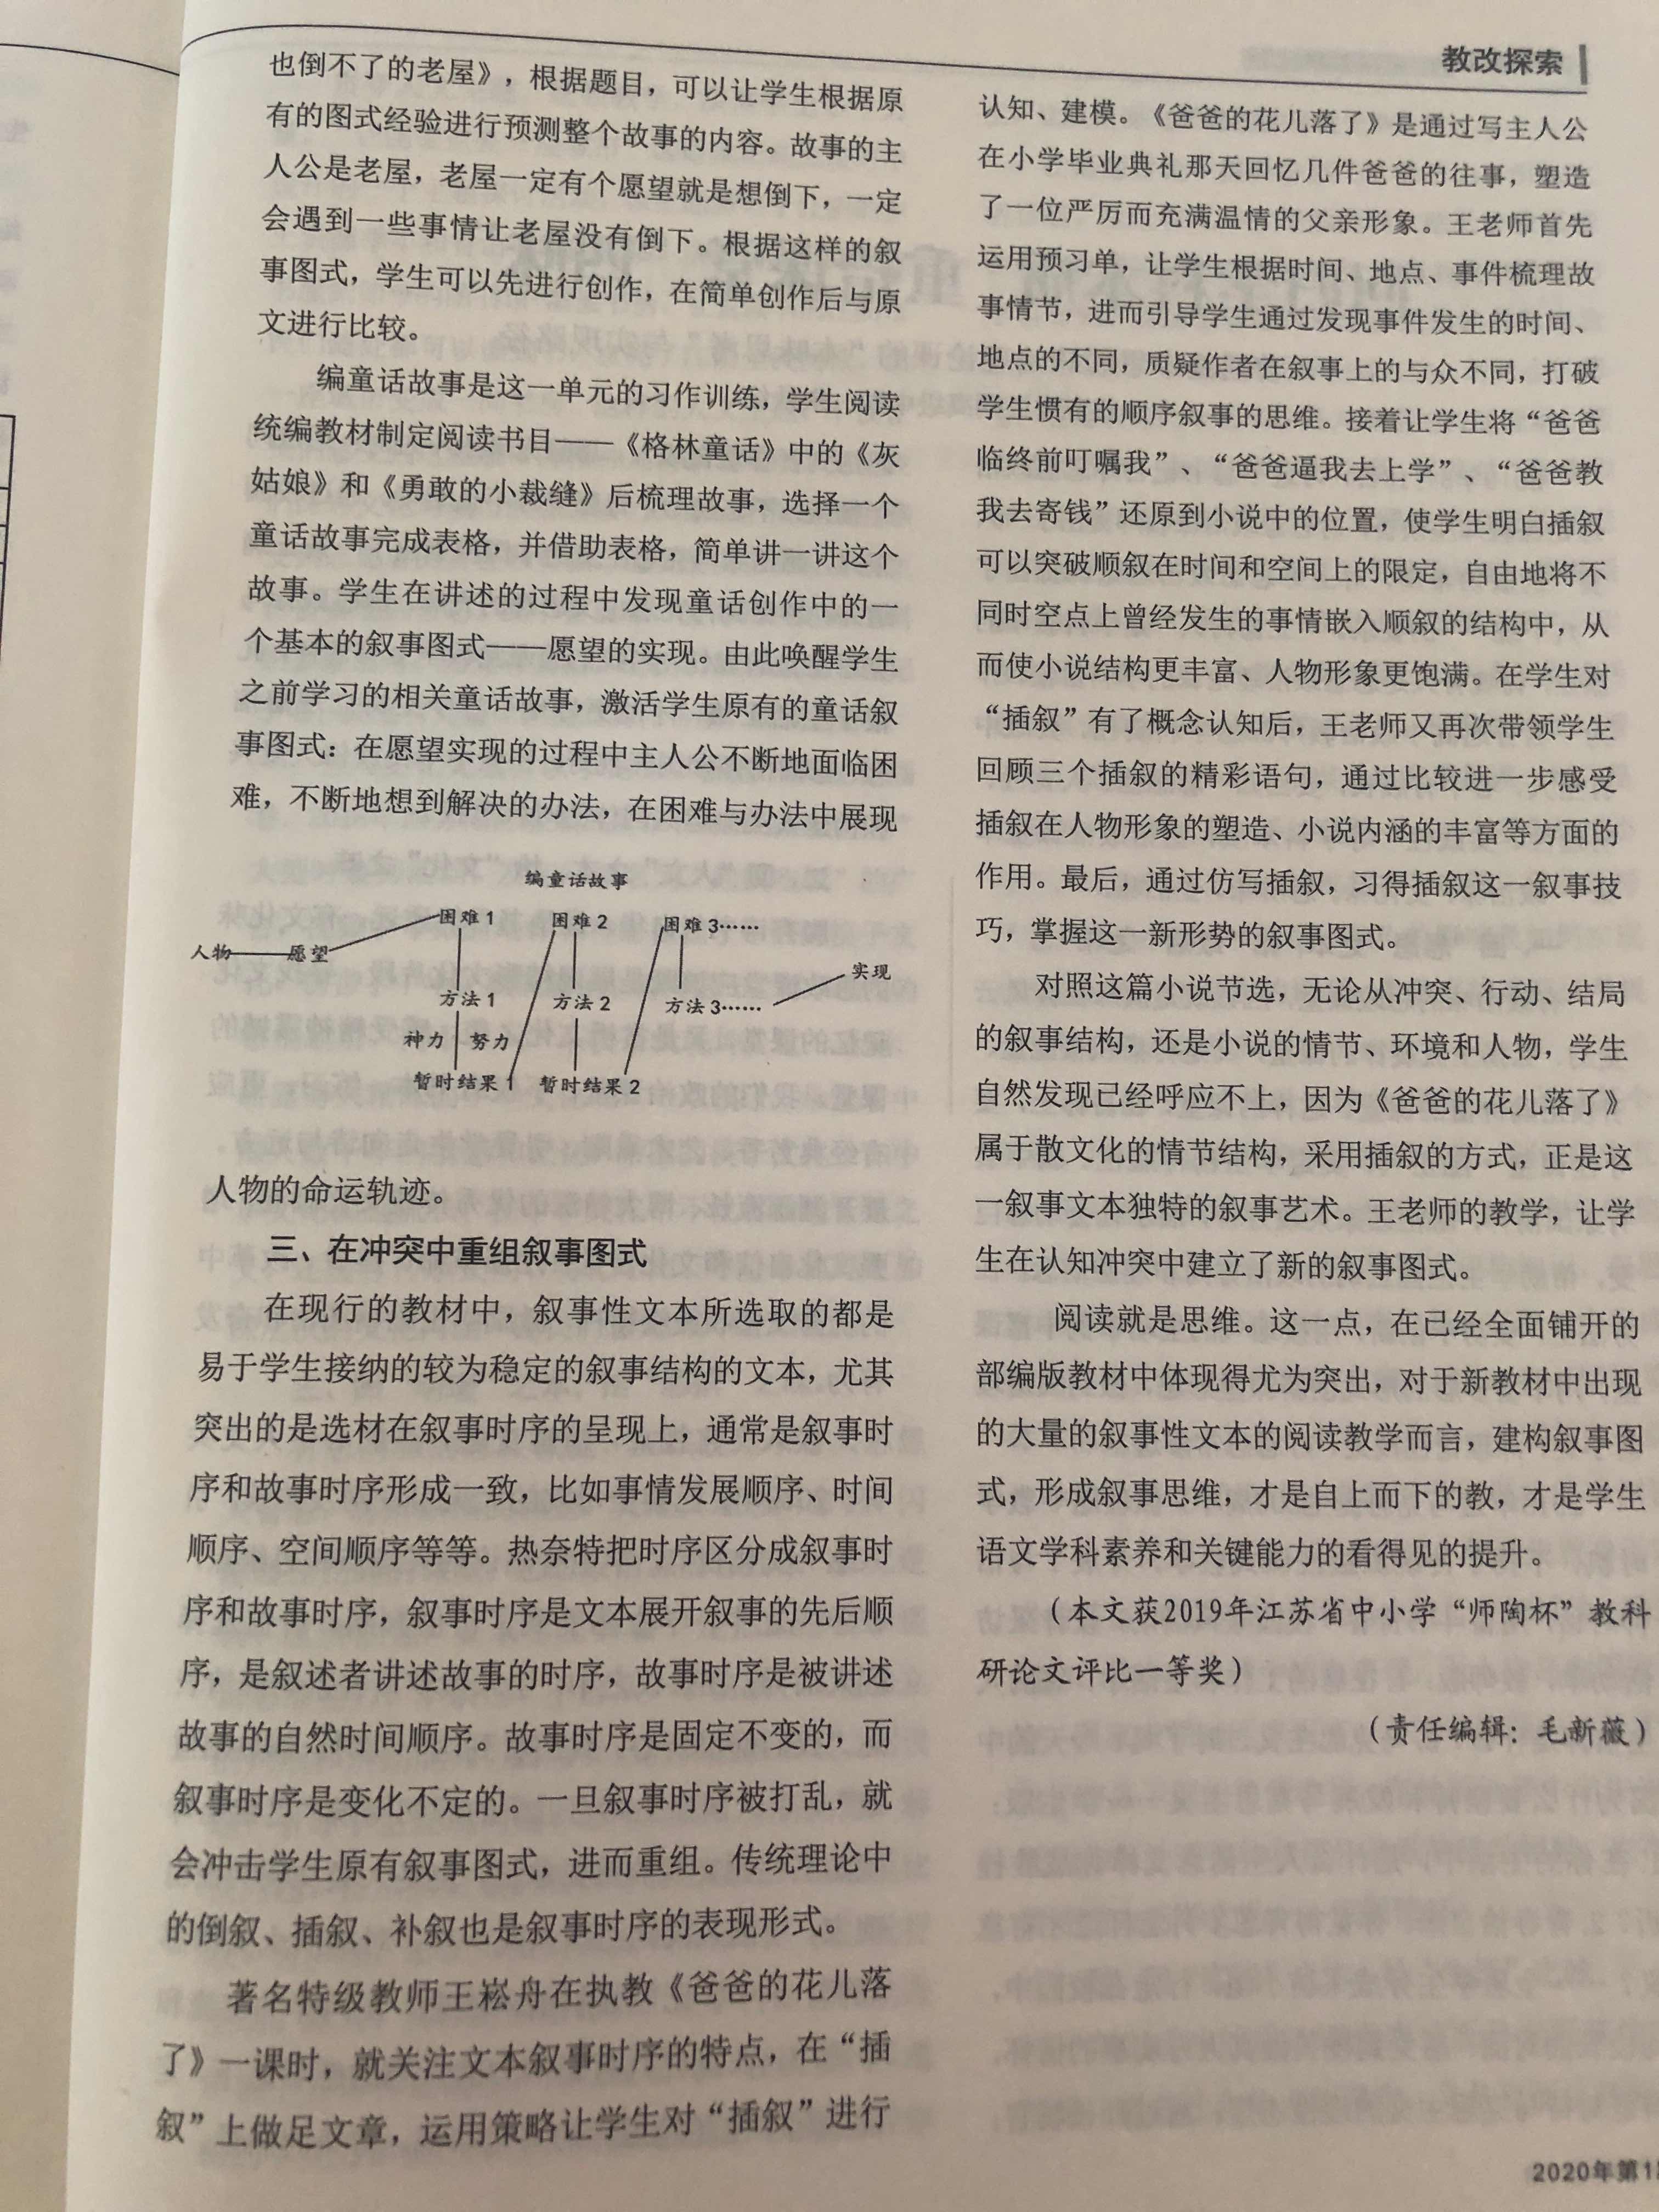 教改探索
也倒不了的老屋》，根据题目，可以让学生根据原
有的图式经验进行预测整个故事的内容。故事的主
人公是老屋，老屋一定有个愿望就是想倒下，一定
会遇到一些事情让老屋没有倒下。根据这样的叙
事图式，学生可以先进行创作，在简单创作后与原
文进行比较。
编童话故事是这一单元的习作训练，学生阅读
统编教材制定阅读书目——《格林童话》中的《灰
姑娘》和《勇敢的小裁缝》后梳理故事，选择一个
童话故事完成表格，并借助表格，简单讲一讲这个
故事。学生在讲述的过程中发现童话创作中的一
个基本的叙事图式——愿望的实现。由此唤醒学生
之前学习的相关童话故事，激活学生原有的童话叙
事图式：在愿望实现的过程中主人公不断地面临困
难，不断地想到解决的办法，在困难与办法中展现
编童话故事
困难1 困难2 困难3……
人物 愿望
实现
方法1 方法2 方法3……
神力 努力
暂时结果1 暂时结果2
人物的命运轨迹。
三、在冲突中重组叙事图式
在现行的教材中，叙事性文本所选取的都是
易于学生接纳的较为稳定的叙事结构的文本，尤其
突出的是选材在叙事时序的呈现上，通常是叙事时
序和故事时序形成一致，比如事情发展顺序、时间
顺序、空间顺序等等。热奈特把时序区分成叙事时
序和故事时序，叙事时序是文本展开叙事的先后顺
序，是叙述者讲述故事的时序，故事时序是被讲述
故事的自然时间顺序。故事时序是固定不变的，而
叙事时序是变化不定的。一旦叙事时序被打乱，就
会冲击学生原有叙事图式，进而重组。传统理论中
的倒叙、插叙、补叙也是叙事时序的表现形式。
著名特级教师王崧舟在执教《爸爸的花儿落
了》一课时，就关注文本叙事时序的特点，在“插
叙”上做足文章，运用策略让学生对“插叙”进行
认知、建模。《爸爸的花儿落了》是通过写主人公
在小学毕业典礼那天回忆几件爸爸的往事，塑造
了一位严厉而充满温情的父亲形象。王老师首先
运用预习单，让学生根据时间、地点、事件梳理故
事情节，进而引导学生通过发现事件发生的时间、
地点的不同，质疑作者在叙事上的与众不同，打破
学生惯有的顺序叙事的思维。接着让学生将“爸爸
临终前叮嘱我”、“爸爸逼我去上学”、“爸爸教
我去寄钱”还原到小说中的位置，使学生明白插叙
可以突破顺叙在时间和空间上的限定，自由地将不
同时空点上曾经发生的事情嵌入顺叙的结构中，从
而使小说结构更丰富、人物形象更饱满。在学生对
“插叙”有了概念认知后，王老师又再次带领学生
回顾三个插叙的精彩语句，通过比较进一步感受
插叙在人物形象的塑造、小说内涵的丰富等方面的
作用。最后，通过仿写插叙，习得插叙这一叙事技
巧，掌握这一新形势的叙事图式。
对照这篇小说节选，无论从冲突、行动、结局
的叙事结构，还是小说的情节、环境和人物，学生
自然发现已经呼应不上，因为《爸爸的花儿落了》
属于散文化的情节结构，采用插叙的方式，正是这
一叙事文本独特的叙事艺术。王老师的教学，让学
生在认知冲突中建立了新的叙事图式。
阅读就是思维。这一点，在已经全面铺开的
部编版教材中体现得尤为突出，对于新教材中出现
的大量的叙事性文本的阅读教学而言，建构叙事图
式，形成叙事思维，才是自上而下的教，才是学生
语文学科素养和关键能力的看得见的提升。
（本文获2019年江苏省中小学“师陶杯”教科
研论文评比一等奖）
（责任编辑：毛新薇）
2020年第1